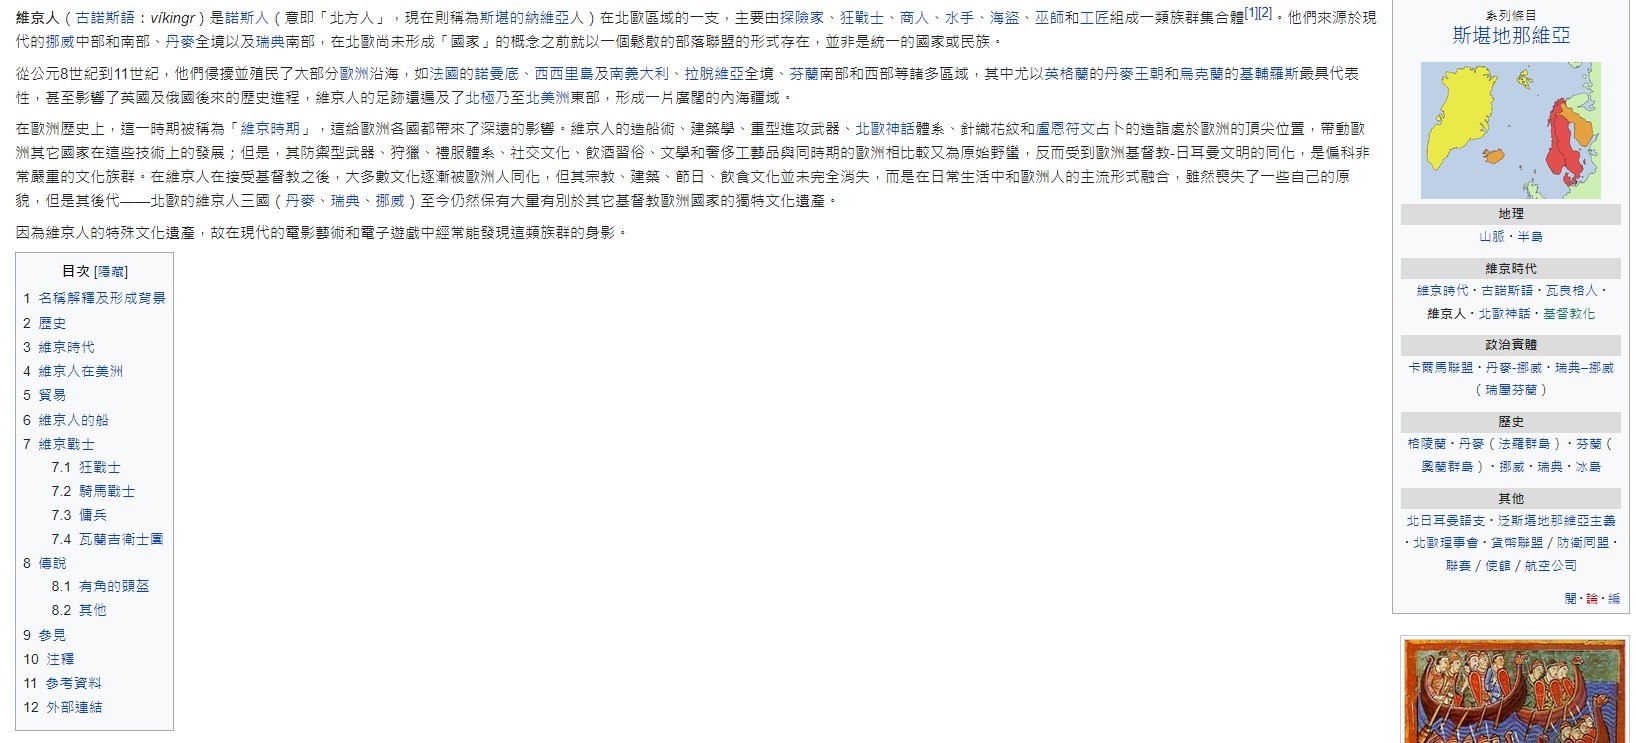 維京人（古諾斯語：víkingr）是諾斯人（意即「北方人」，現在則稱為斯堪的納維亞人）在北歐區域的一支，主要由探險家、狂戰士、商人、水手、海盜、巫師和工匠組成一類族群集合體[1][2]。他們來源於現
代的挪威中部和南部、丹麥全境以及瑞典南部，在北歐尚未形成「國家」的概念之前就以一個鬆散的部落聯盟的形式存在，並非是統一的國家或民族。
從公元8世紀到11世紀，他們侵擾並殖民了大部分歐洲沿海，如法國的諾曼底、西西里島及南義大利、拉脫維亞全境、芬蘭南部和西部等諸多區域，其中尤以英格蘭的丹麥王朝和烏克蘭的基輔羅斯最具代表
性，甚至影響了英國及俄國後來的歷史進程，維京人的足跡還遍及了北極乃至北美洲東部，形成一片廣闊的內海疆域。
在歐洲歷史上，這一時期被稱為「維京時期」，這給歐洲各國都帶來了深遠的影響。維京人的造船術、建築學、重型進攻武器、北歐神話體系、針織花紋和盧恩符文占卜的造詣處於歐洲的頂尖位置，帶動歐
洲其它國家在這些技術上的發展；但是，其防禦型武器、狩獵、禮服體系、社交文化、飲酒習俗、文學和奢侈工藝品與同時期的歐洲相比較又為原始野蠻，反而受到歐洲基督教-日耳曼文明的同化，是偏科非
常嚴重的文化族群。在維京人在接受基督教之後，大多數文化逐漸被歐洲人同化，但其宗教、建築、節日、飲食文化並未完全消失，而是在日常生活中和歐洲人的主流形式融合，雖然喪失了一些自己的原
貌，但是其後代——北歐的維京人三國（丹麥、瑞典、挪威）至今仍然保有大量有別於其它基督教歐洲國家的獨特文化遺產。
因為維京人的特殊文化遺產，故在現代的電影藝術和電子遊戲中經常能發現這類族群的身影。
目次 [隱藏]
1 名稱解釋及形成背景
2 歷史
3 維京時代
4 維京人在美洲
5 貿易
6 維京人的船
7 維京戰士
7.1 狂戰士
7.2 騎馬戰士
7.3 傭兵
7.4 瓦蘭吉衛士團
8 傳說
8.1 有角的頭盔
8.2 其他
9 參見
10 注釋
11 參考資料
12 外部連結
系列條目
斯堪地那維亞
地理
山脈・半島
維京時代
維京時代・古諾斯語・瓦良格人・
維京人・北歐神話・基督教化
政治實體
卡爾馬聯盟・丹麥-挪威・瑞典–挪威
（瑞屬芬蘭）
歷史
格陵蘭・丹麥（法羅群島）・芬蘭（
奧蘭群島）・挪威・瑞典・冰島
其他
北日耳曼語支・泛斯堪地那維亞主義
・北歐理事會・貨幣聯盟 / 防衛同盟・
聯賽 / 使館 / 航空公司
閱・論・編